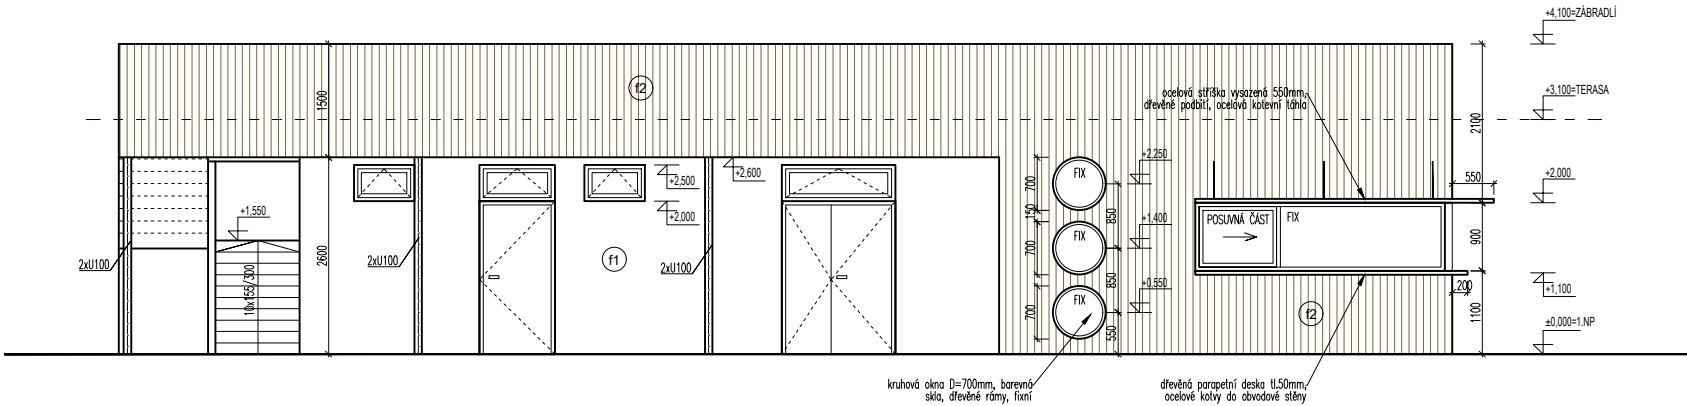 +4,100=ZÁBRADLÍ
f2
ocelová stříška vysazená 550mm,
dřevěné podbití, ocelová kotevní táhla
+3,100=TERASA
1500
2100
+2,250
+2,600
+2,500
+2,000
+2,000
550
700
FIX
150
850
+1,550
+1,400
POSUVNÁ ČÁST
FIX
900
2xU100
2xU100
2xU100
2600
f1
700
FIX
850
10x155/300
+0,550
700
FIX
550
f2
200
+1,100
1100
±0,000=1.NP
kruhová okna D=700mm, barevná
skla, dřevěné rámy, fixní
dřevěná parapetní deska tl.50mm,
ocelové kotvy do obvodové stěny